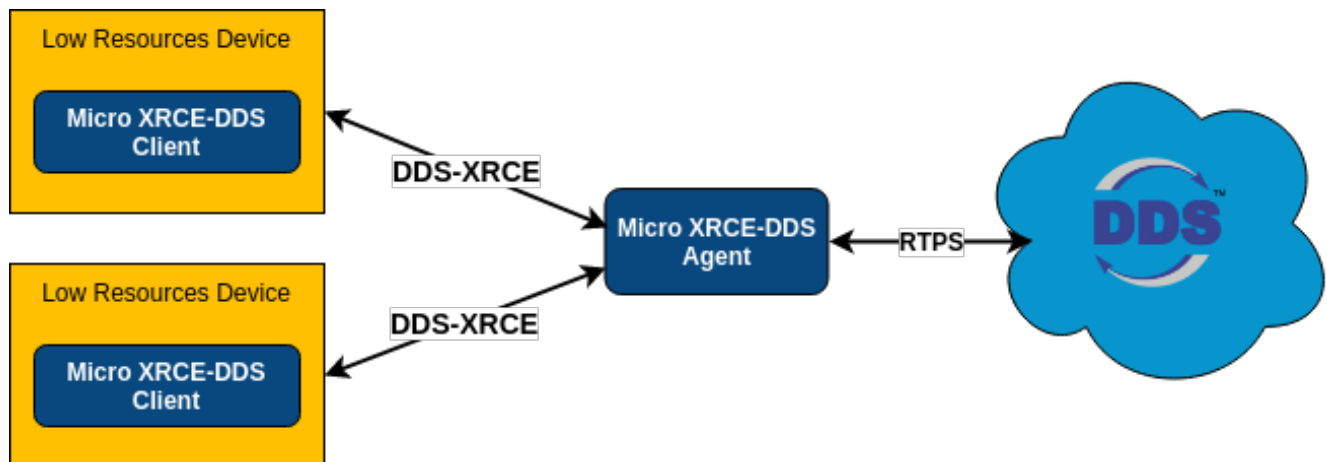 Low Resources Device
Micro XRCE-DDS
Client
DDS-XRCE
Low Resources Device
Micro XRCE-DDS
Client
DDS-XRCE
Micro XRCE-DDS
Agent
RTPS
DDS™